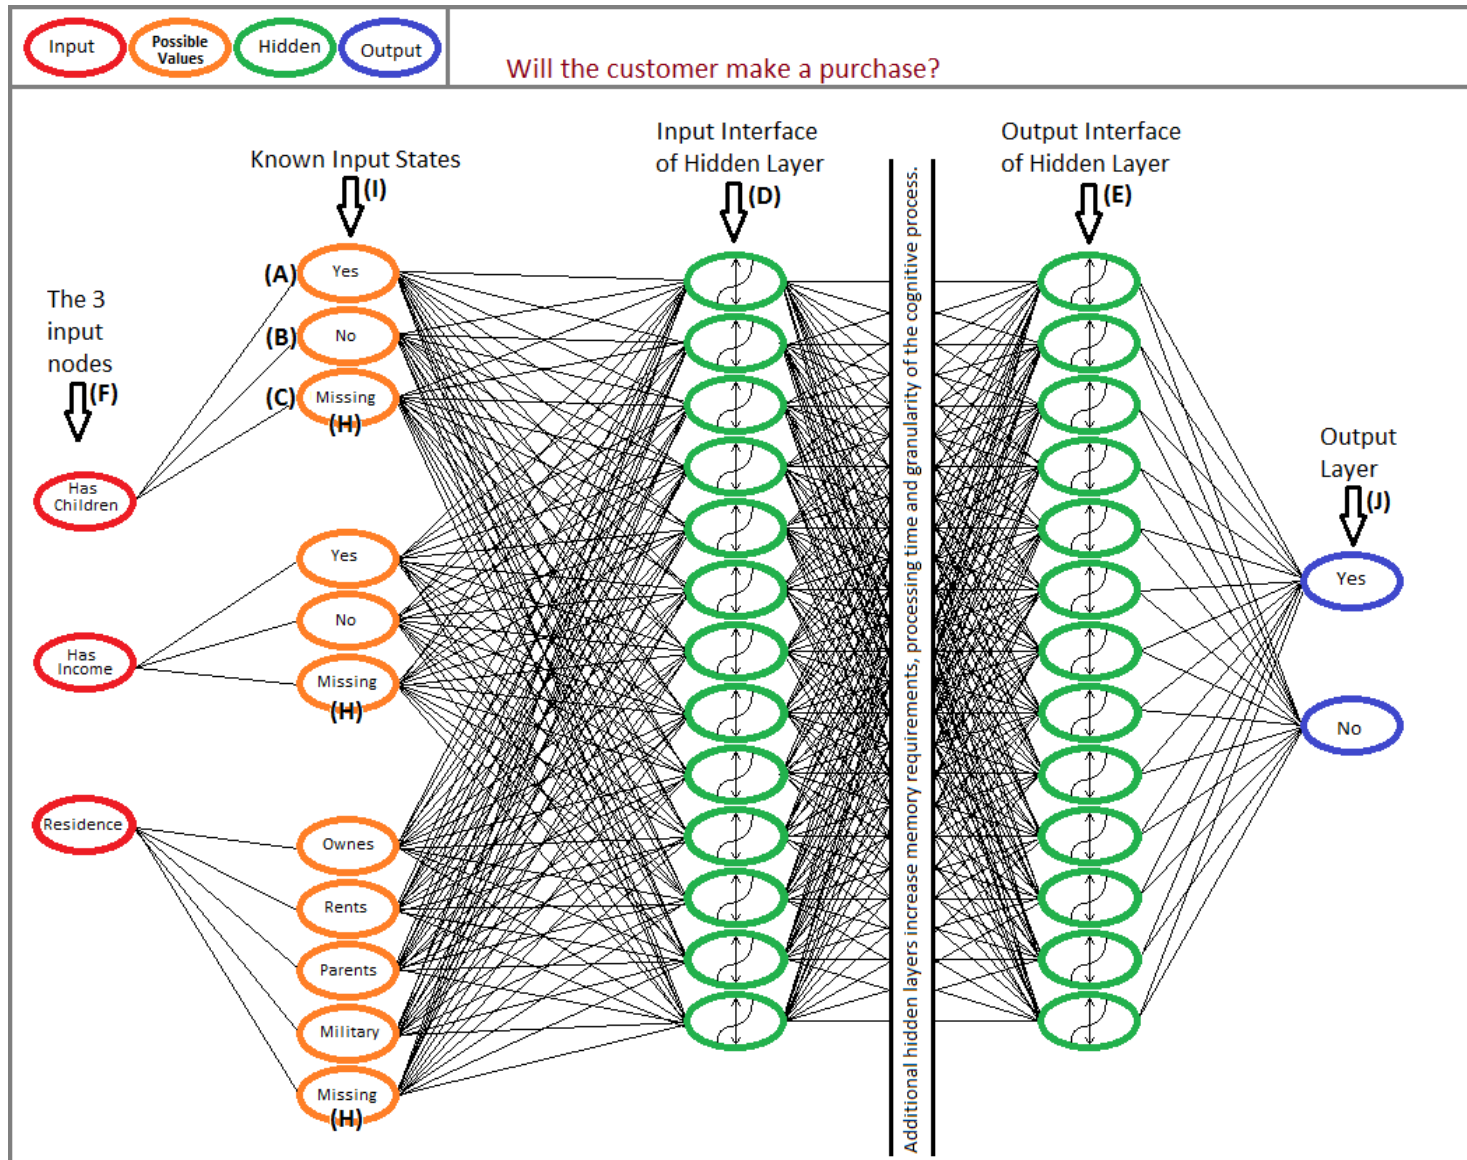 Input
Possible
Values
Hidden
Output
Will the customer make a purchase?
Known Input States
(I)
Input Interface
of Hidden Layer
(D)
Output Interface
of Hidden Layer
(E)
The 3
input
nodes
(F)
Has
Children
Has
Income
Residence
(A)
Yes
(B)
No
(C)
Missing
(H)
Yes
No
Missing
(H)
Ownes
Rents
Parents
Military
Missing
(H)
Additional hidden layers increase memory requirements, processing time and granularity of the cognitive process.
Output
Layer
(J)
Yes
No